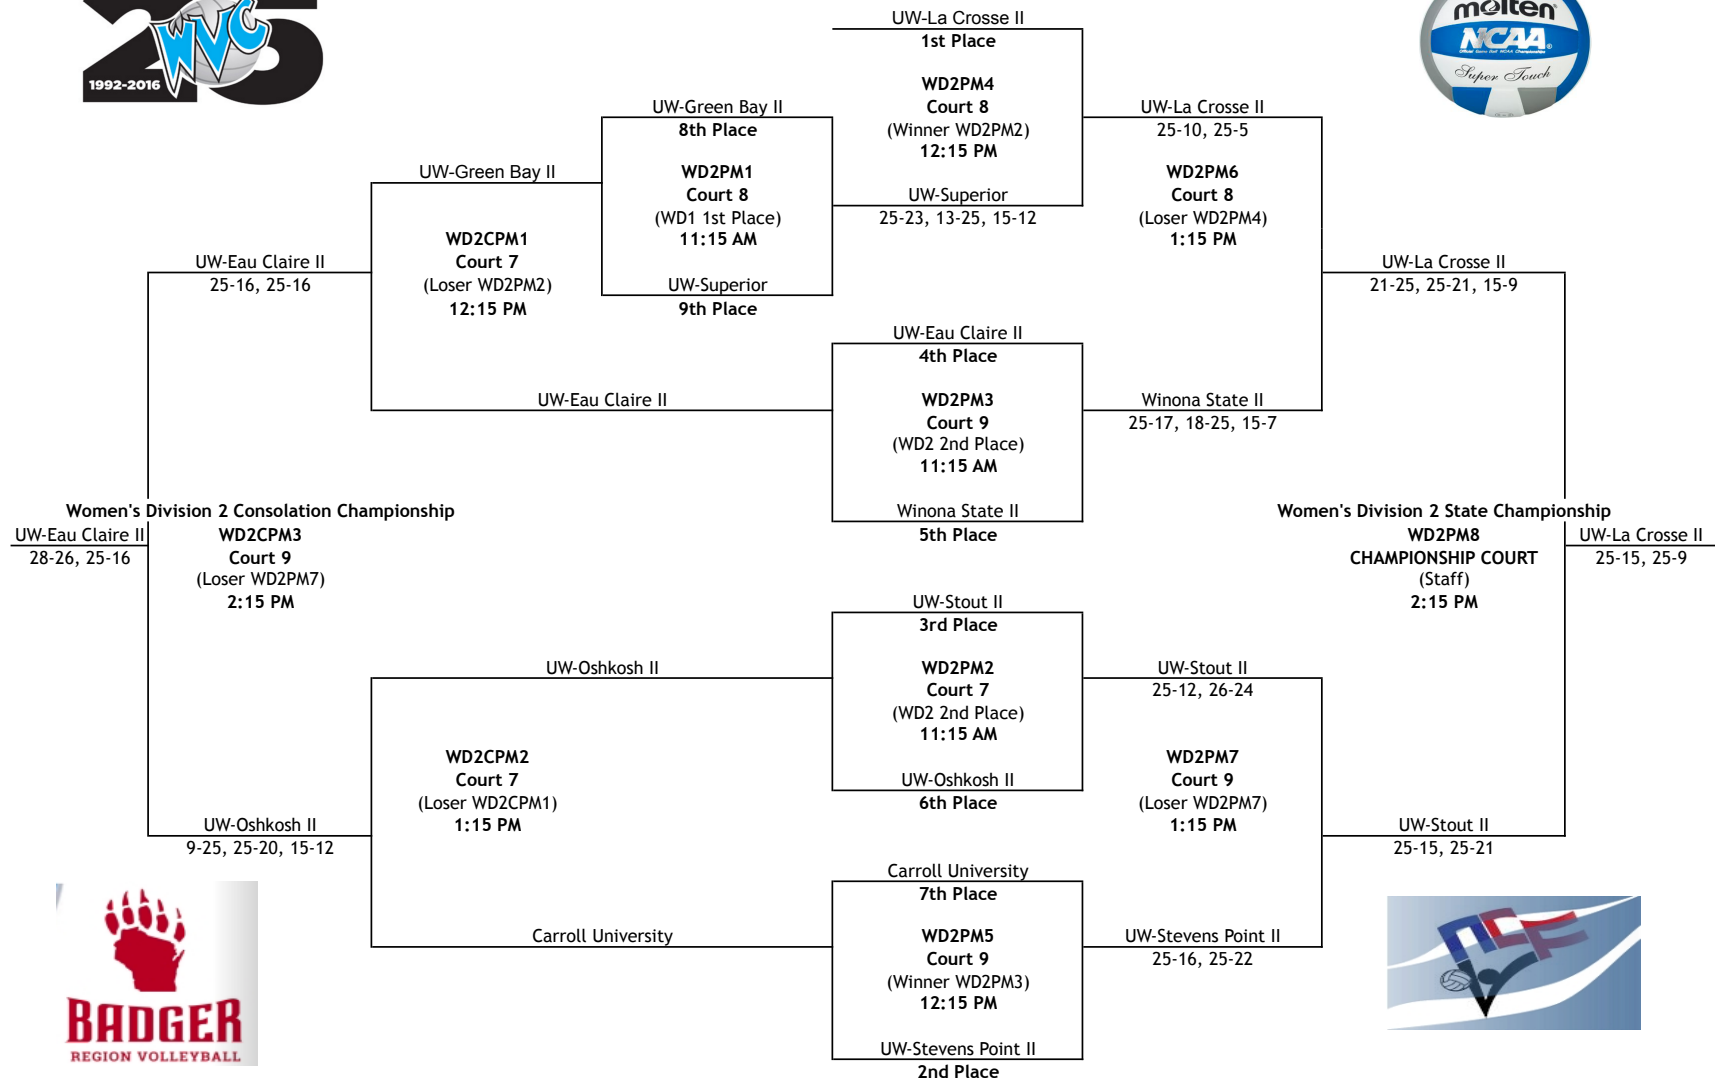 25
WVC
1992-2016
molten
NCAA
Super Touch
UW-La Crosse II
1st Place
WD2PM4
Court 8
(Winner WD2PM2)
12:15 PM
UW-Green Bay II
8th Place
WD2PM1
Court 8
(WD1 1st Place)
11:15 AM
UW-Superior
25-23, 13-25, 15-12
UW-Superior
9th Place
UW-La Crosse II
25-10, 25-5
WD2PM6
Court 8
(Loser WD2PM4)
1:15 PM
UW-Green Bay II
WD2CPM1
Court 7
(Loser WD2PM2)
12:15 PM
UW-Eau Claire II
25-16, 25-16
UW-La Crosse II
21-25, 25-21, 15-9
UW-Eau Claire II
4th Place
WD2PM3
Court 9
(WD2 2nd Place)
11:15 AM
Winona State II
5th Place
UW-Eau Claire II
Winona State II
25-17, 18-25, 15-7
Women's Division 2 Consolation Championship
WD2CPM3
Court 9
(Loser WD2PM7)
2:15 PM
UW-Eau Claire II
28-26, 25-16
Women's Division 2 State Championship
WD2PM8
CHAMPIONSHIP COURT
(Staff)
2:15 PM
UW-La Crosse II
25-15, 25-9
UW-Stout II
3rd Place
WD2PM2
Court 7
(WD2 2nd Place)
11:15 AM
UW-Oshkosh II
6th Place
UW-Oshkosh II
UW-Stout II
25-12, 26-24
WD2CPM2
Court 7
(Loser WD2CPM1)
1:15 PM
WD2PM7
Court 9
(Loser WD2PM7)
1:15 PM
UW-Oshkosh II
9-25, 25-20, 15-12
UW-Stout II
25-15, 25-21
Carroll University
7th Place
WD2PM5
Court 9
(Winner WD2PM3)
12:15 PM
UW-Stevens Point II
2nd Place
Carroll University
UW-Stevens Point II
25-16, 25-22
BADGER
REGION VOLLEYBALL
NCVF